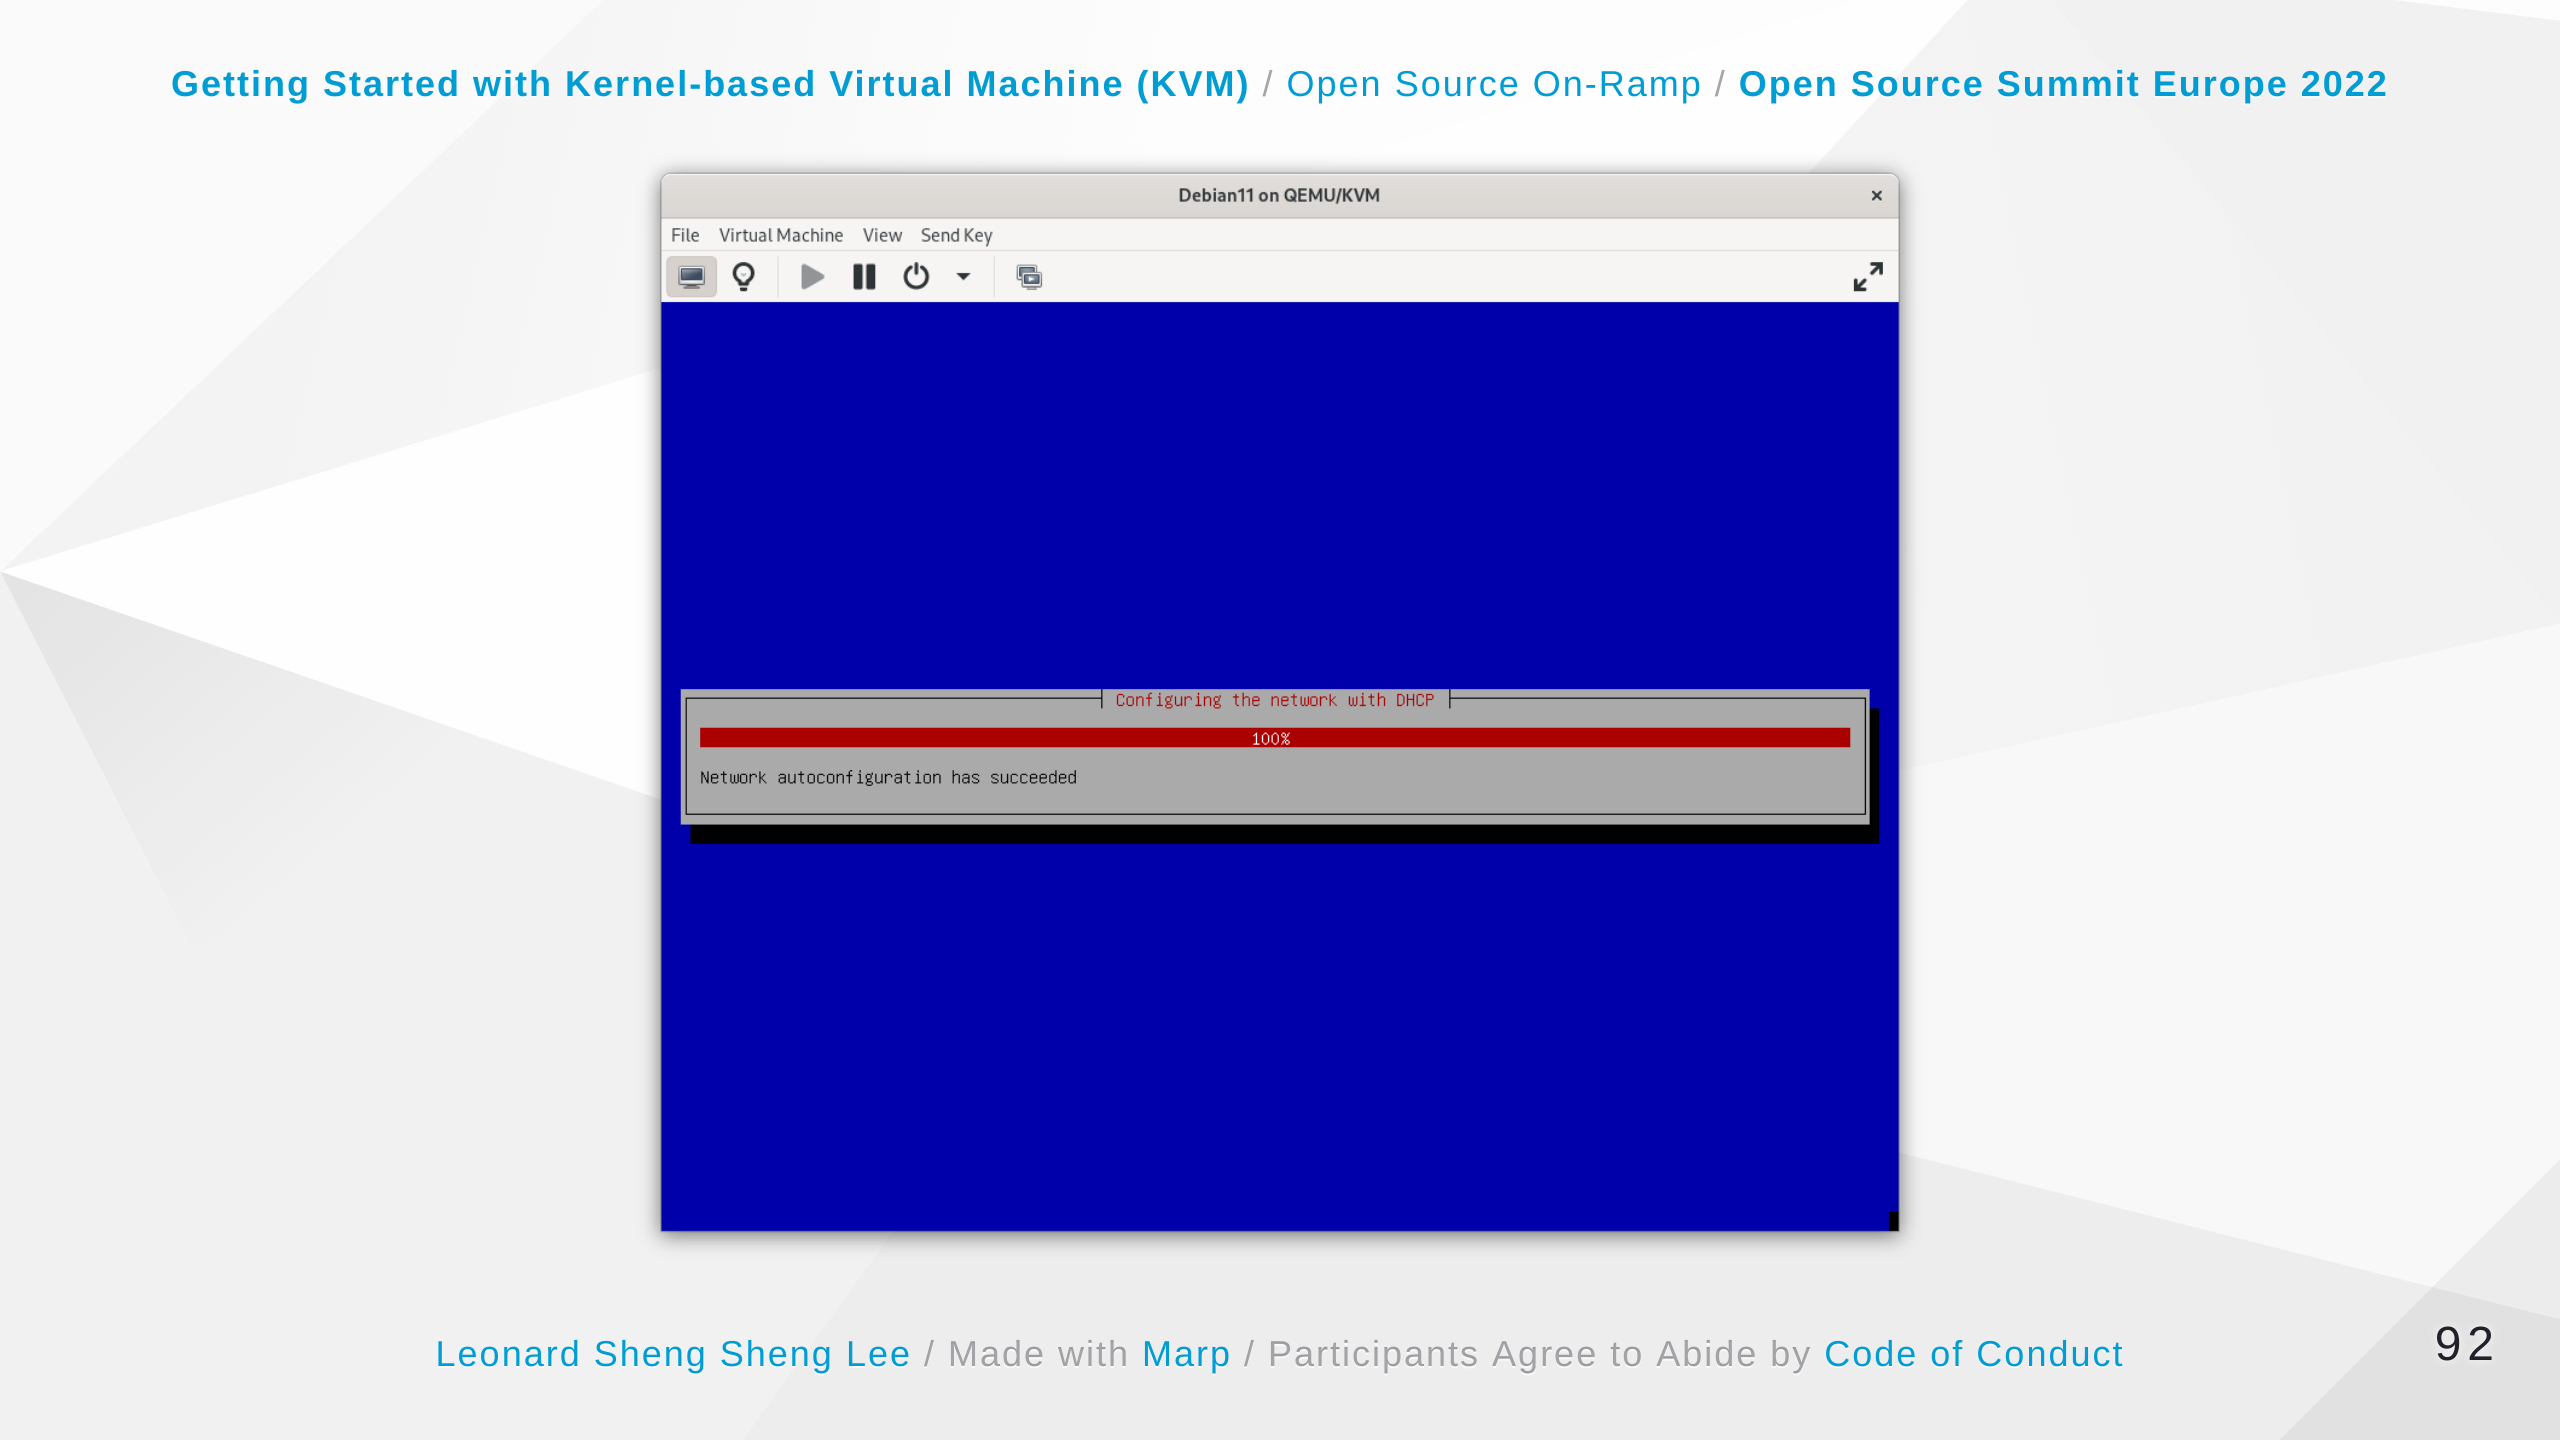 Getting Started with Kernel-based Virtual Machine (KVM) / Open Source On-Ramp / Open Source Summit Europe 2022
Debian11 on QEMU/KVM
File Virtual Machine View Send Key
Configuring the network with DHCP
100%
Network autoconfiguration has succeeded
Leonard Sheng Sheng Lee / Made with Marp / Participants Agree to Abide by Code of Conduct
92